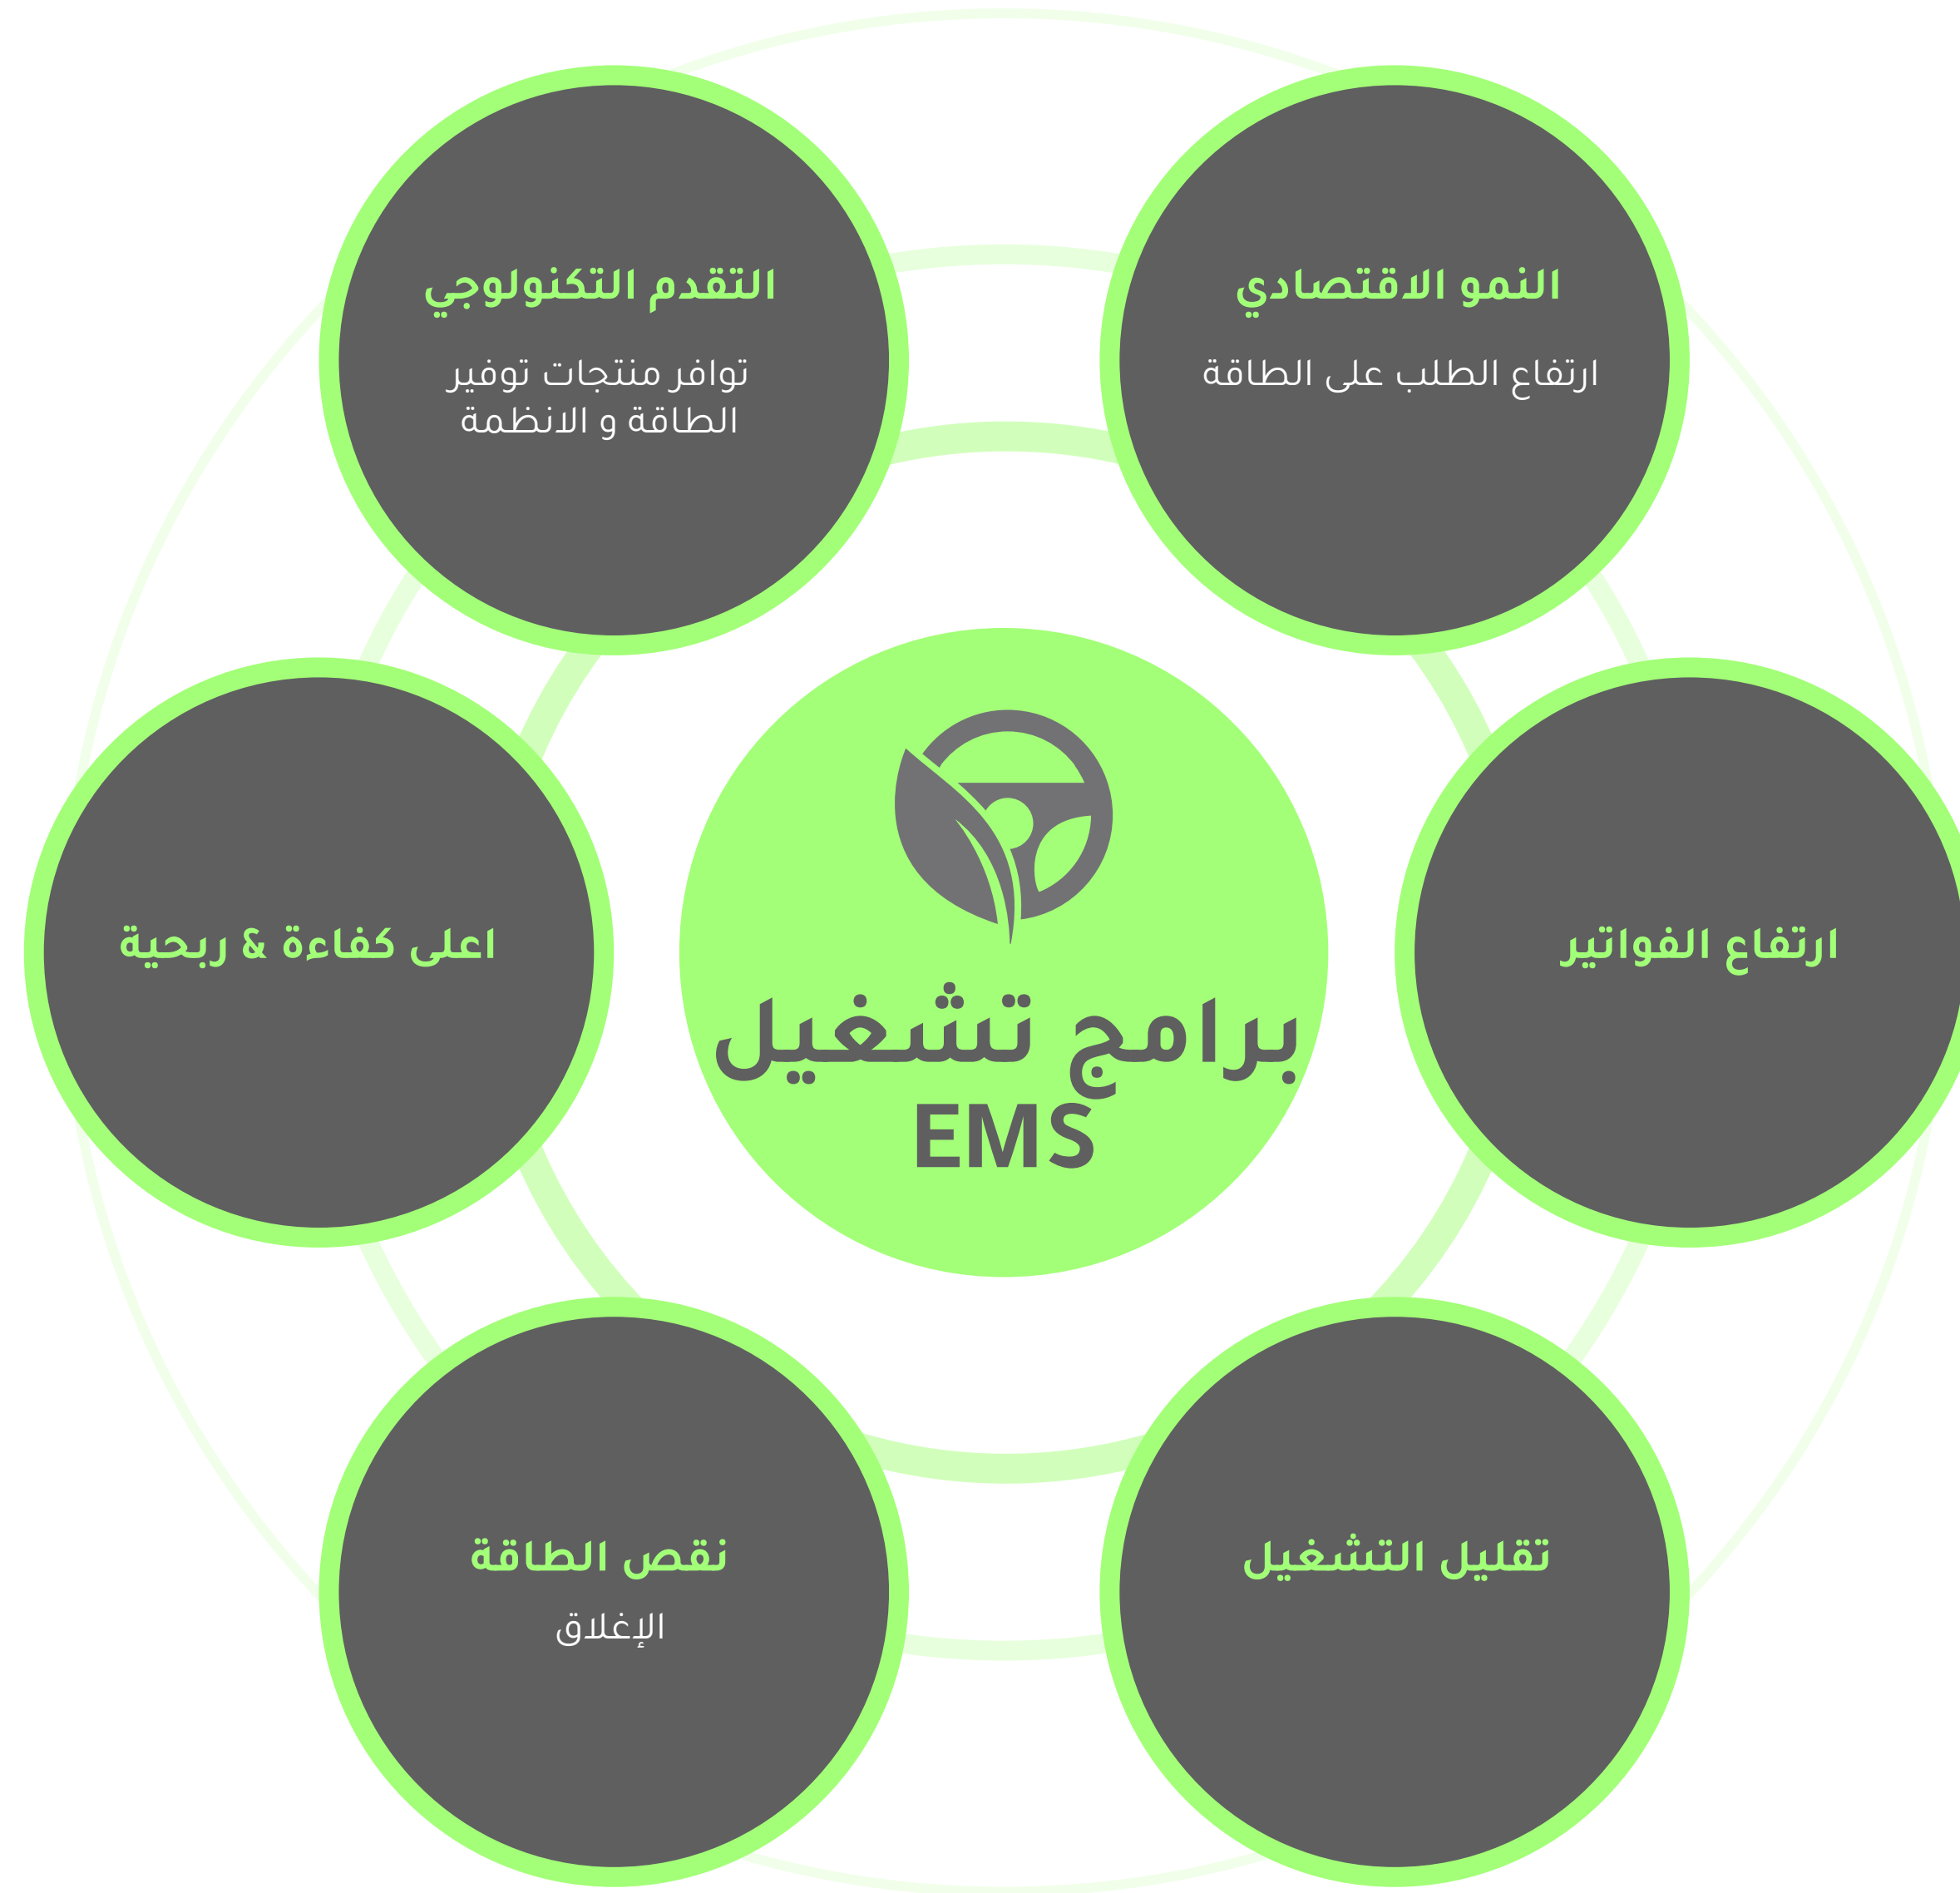 النمو الاقتصادي
ارتفاع الطلب عل الطاقة
التقدم التكنولوجي
توافر منتجات توفير
الطاقة و الانظمة
ارتفاع الفواتير
برامج تشغيل
EMS
اعلى كفاءة & ربحية
تقليل التشغيل
نقص الطاقة
الإغلاق